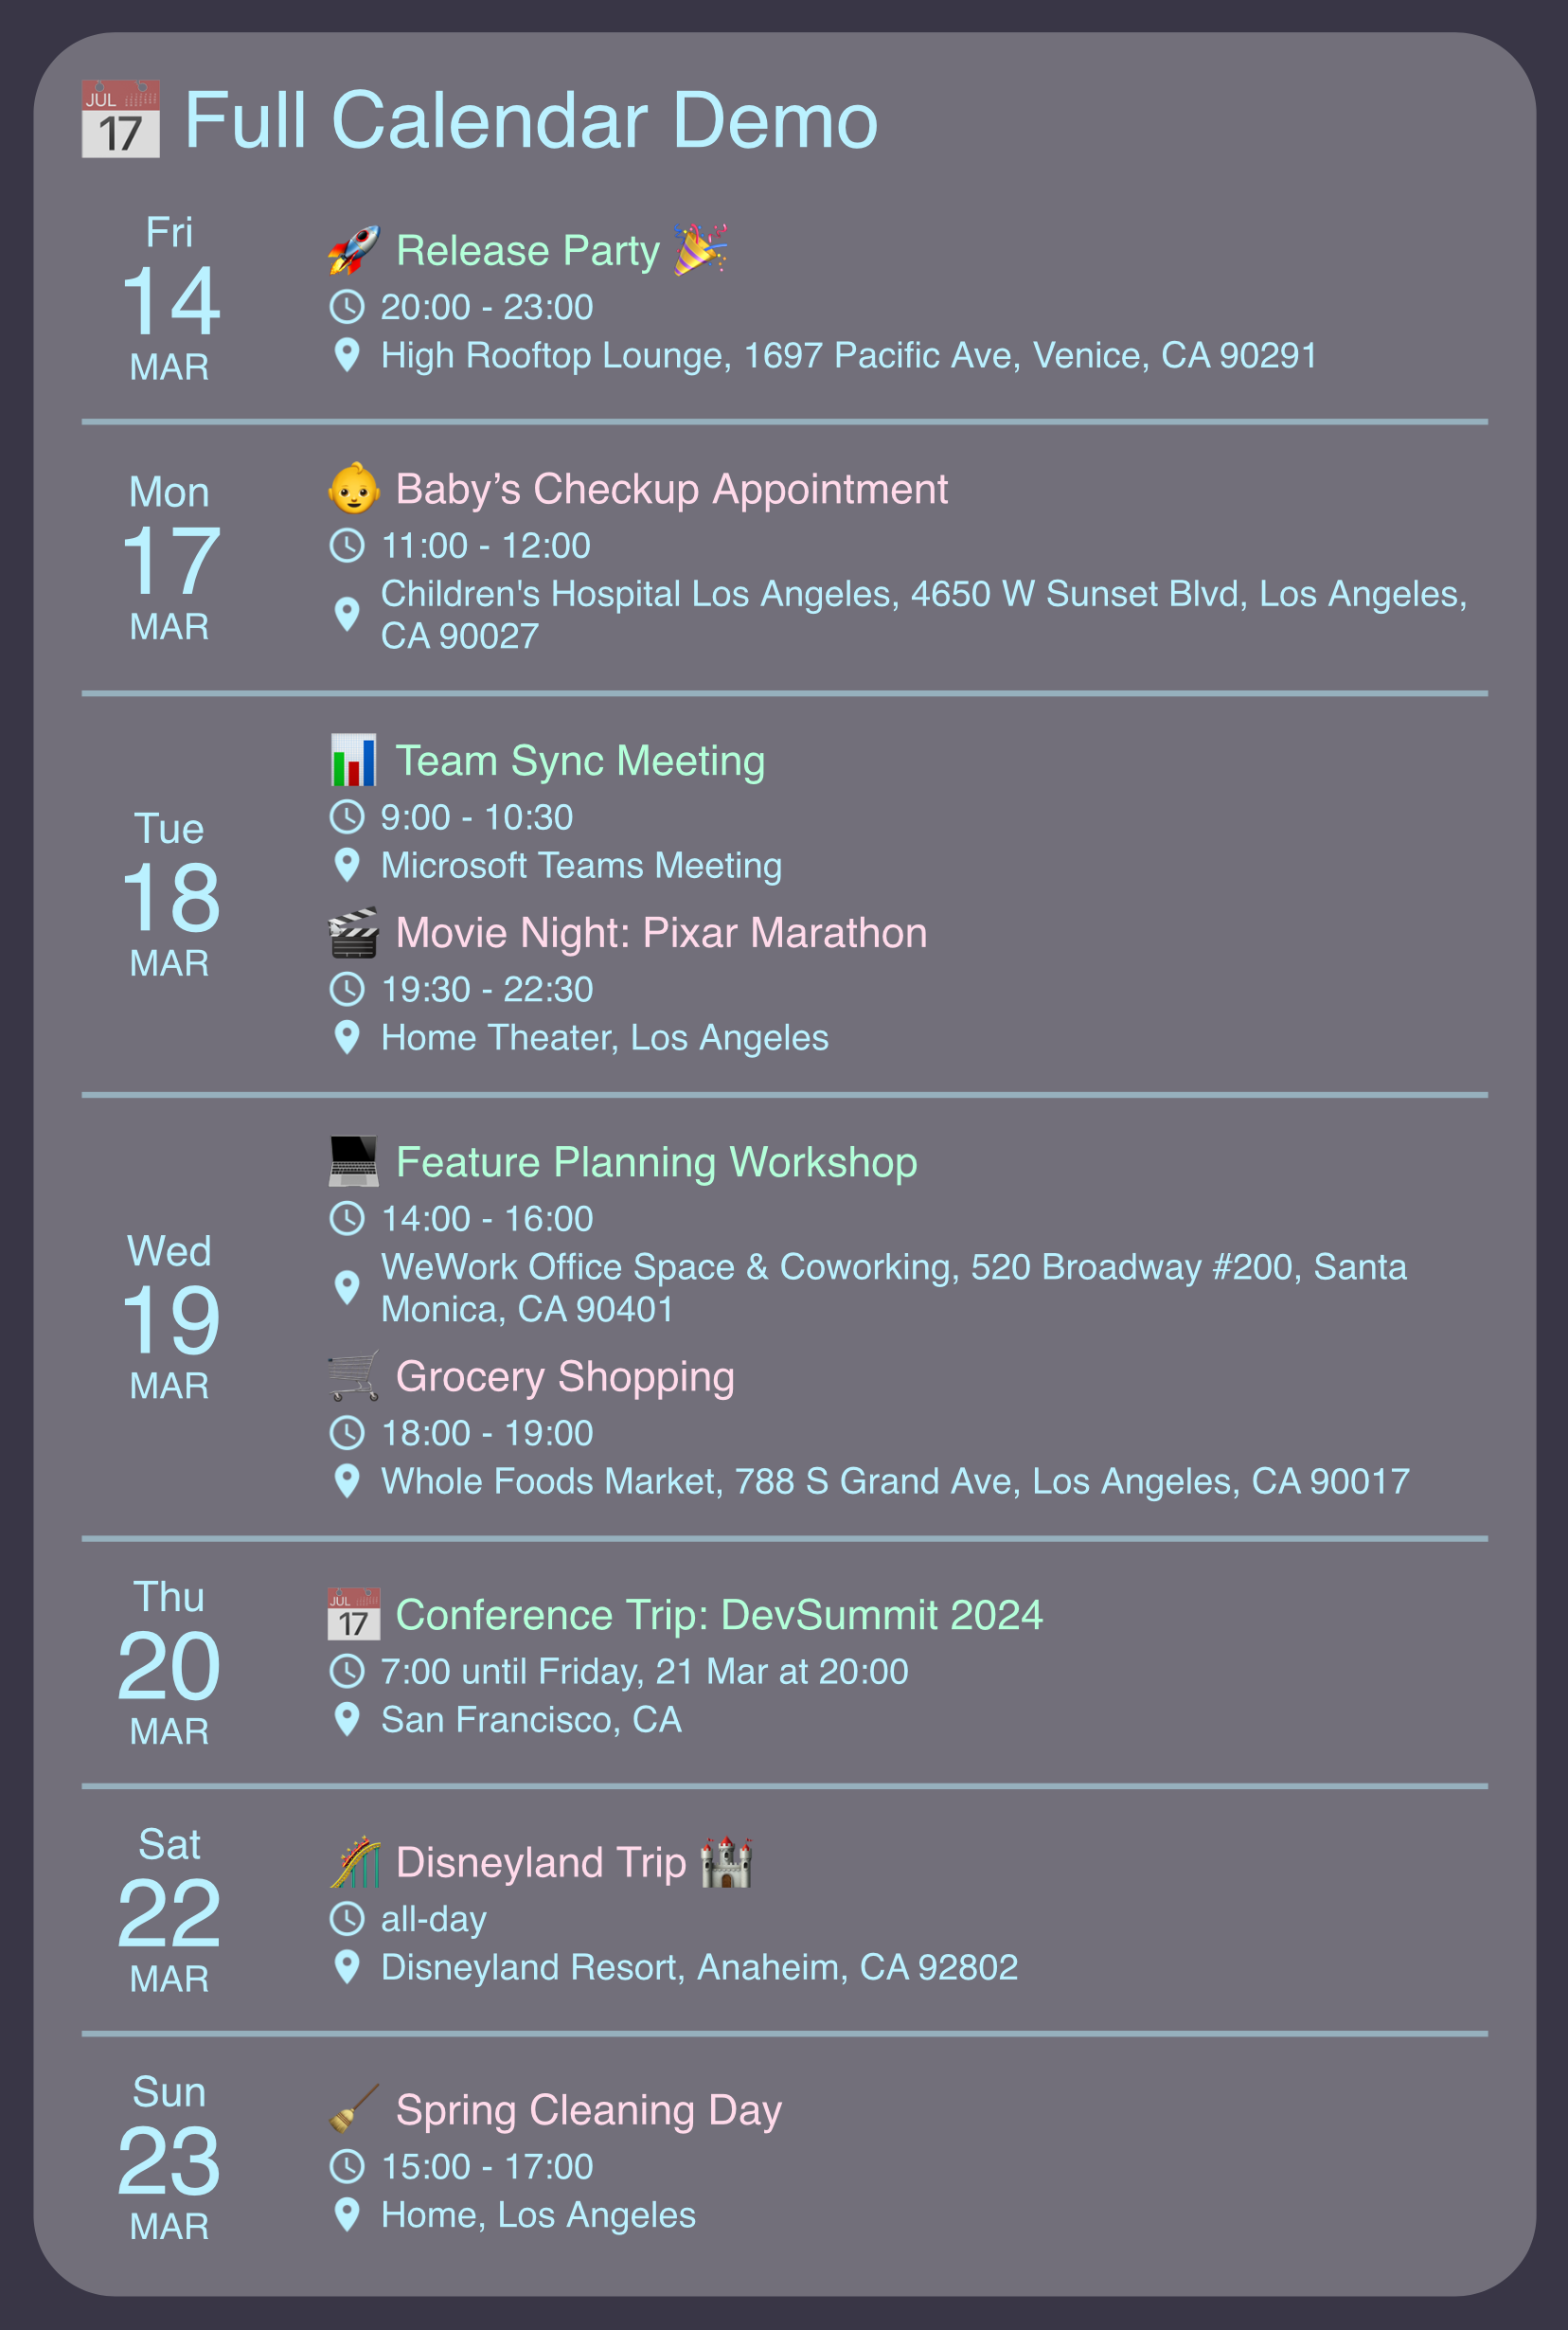 JUL
17
Full Calendar Demo
Fri
14
MAR
Release Party
20:00 - 23:00
High Rooftop Lounge, 1697 Pacific Ave, Venice, CA 90291
Mon
17
MAR
Baby’s Checkup Appointment
11:00 - 12:00
Children's Hospital Los Angeles, 4650 W Sunset Blvd, Los Angeles,
CA 90027
Tue
18
MAR
Team Sync Meeting
9:00 - 10:30
Microsoft Teams Meeting
Movie Night: Pixar Marathon
19:30 - 22:30
Home Theater, Los Angeles
Wed
19
MAR
Feature Planning Workshop
14:00 - 16:00
WeWork Office Space & Coworking, 520 Broadway #200, Santa
Monica, CA 90401
Grocery Shopping
18:00 - 19:00
Whole Foods Market, 788 S Grand Ave, Los Angeles, CA 90017
Thu
20
MAR
JUL
17
Conference Trip: DevSummit 2024
7:00 until Friday, 21 Mar at 20:00
San Francisco, CA
Sat
22
MAR
Disneyland Trip
all-day
Disneyland Resort, Anaheim, CA 92802
Sun
23
MAR
Spring Cleaning Day
15:00 - 17:00
Home, Los Angeles